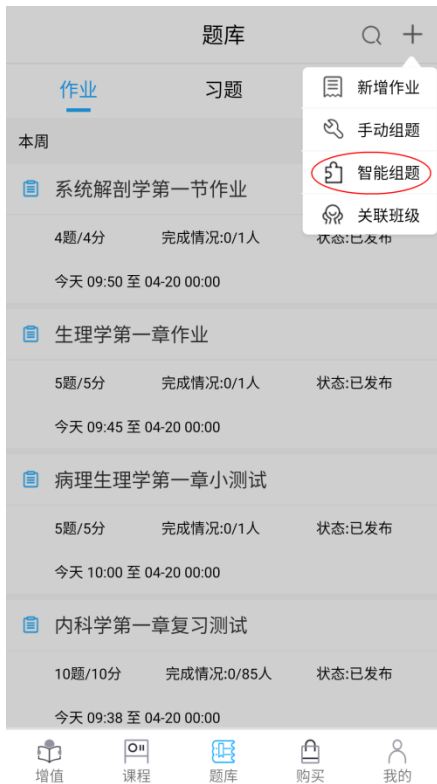 题库
作业 习题
新增作业
手动组题
智能组题
关联班级
本周
系统解剖学第一节作业
4题/4分 完成情况:0/1人 状态:已发布
今天 09:50 至 04-20 00:00
生理学第一章作业
5题/5分 完成情况:0/1人 状态:已发布
今天 09:45 至 04-20 00:00
病理生理学第一章小测试
5题/5分 完成情况:0/1人 状态:已发布
今天 10:00 至 04-20 00:00
内科学第一章复习测试
10题/10分 完成情况:0/85人 状态:已发布
今天 09:38 至 04-20 00:00
增值 课程 题库 购买 我的